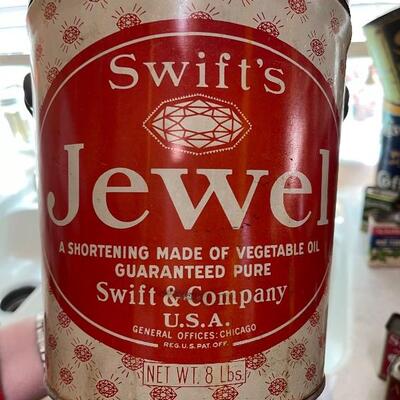 Swift's
Jewel
A SHORTENING MADE OF VEGETABLE OIL
GUARANTEED PURE
Swift & Company
U.S.A.
GENERAL OFFICES: CHICAGO
REG. U.S. PAT. OFF.
NET WT. 8 Lbs.